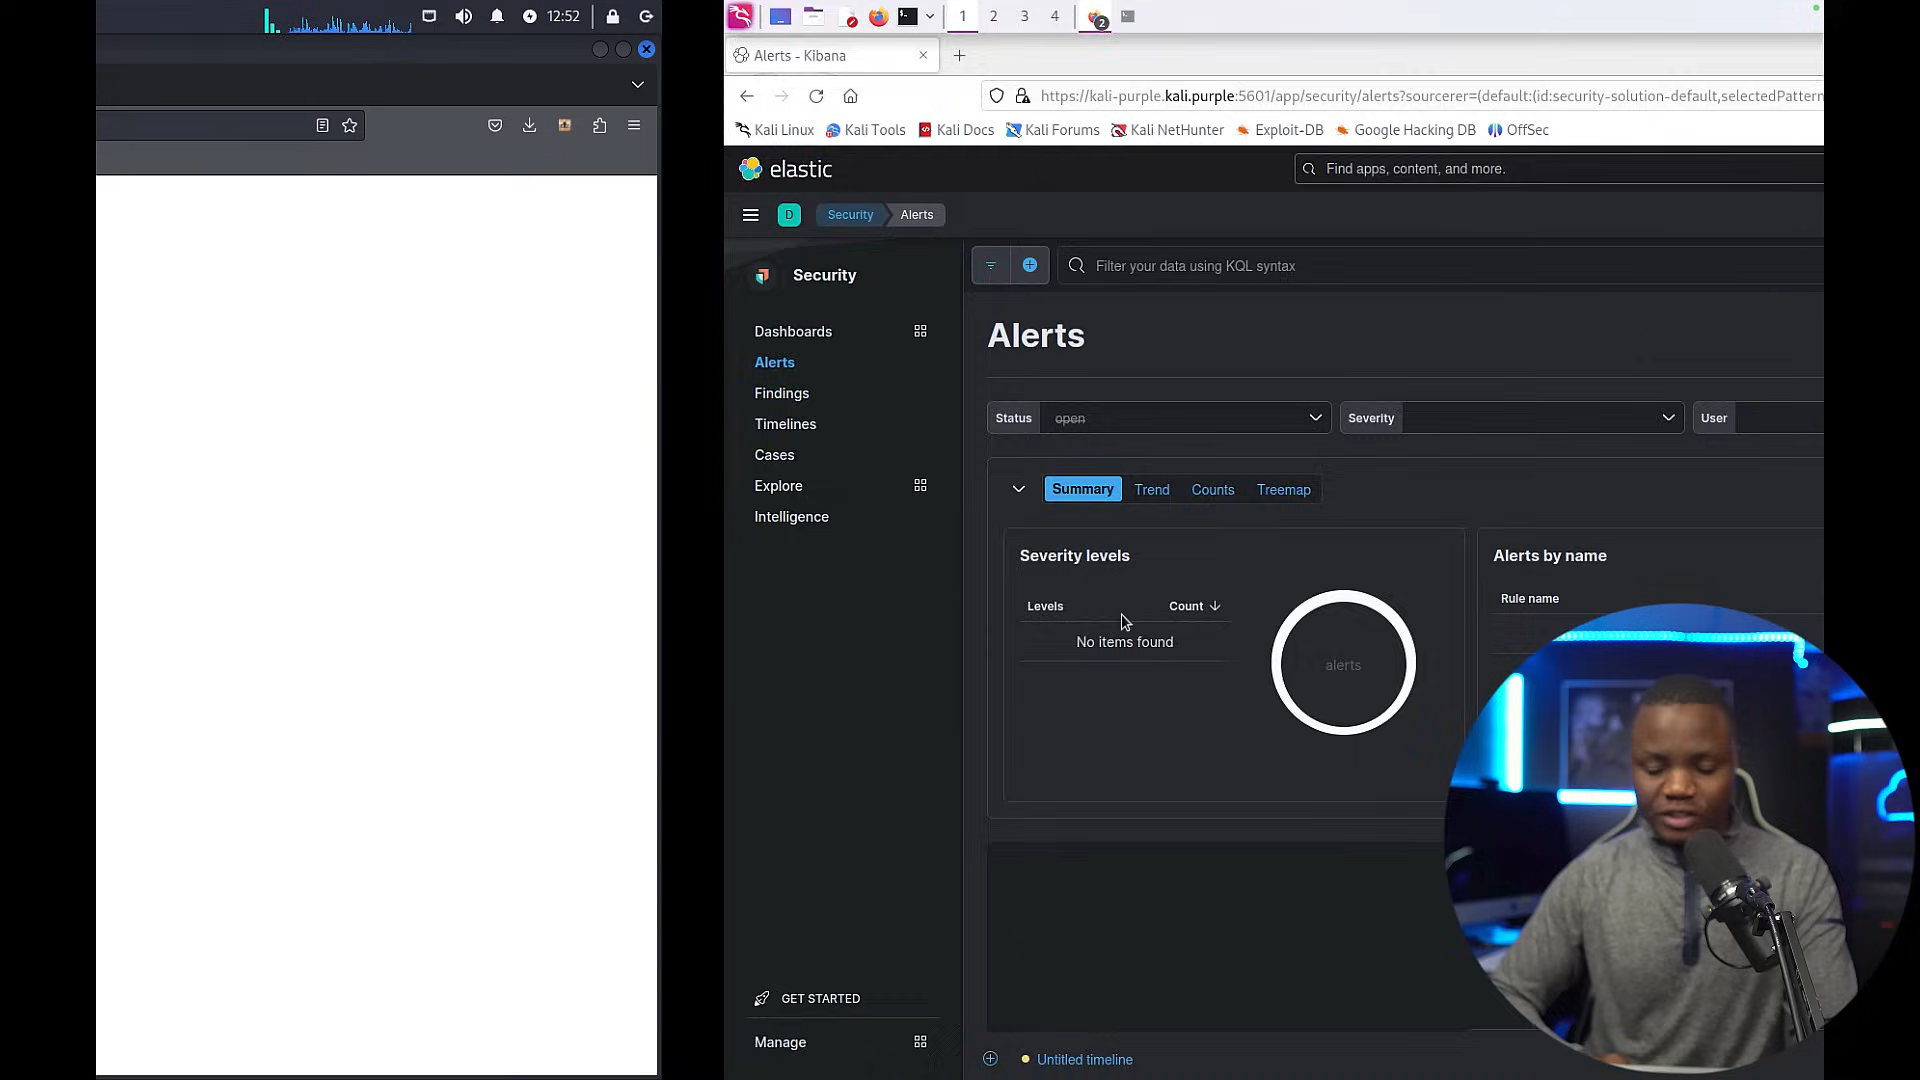 12:52
1 2 3 4 2
Alerts - Kibana
https://kali-purple.kali.purple:5601/app/security/alerts?sourcerer=(default:(id:security-solution-default,selectedPattern
Kali Linux Kali Tools Kali Docs Kali Forums Kali NetHunter Exploit-DB Google Hacking DB OffSec
elastic
Find apps, content, and more.
D Security Alerts
Security
Filter your data using KQL syntax
Dashboards
Alerts
Findings
Timelines
Cases
Explore
Intelligence
GET STARTED
Manage
Alerts
Status open Severity User
Summary Trend Counts Treemap
Severity levels
Levels Count
No items found
alerts
Alerts by name
Rule name
Untitled timeline